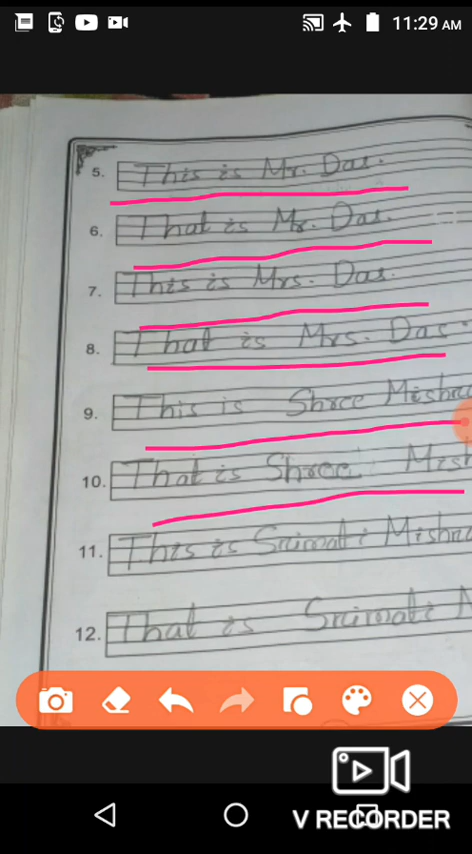 11:29 AM
5. This is Mr. Das.
6. That is Mr. Das.
7. This is Mrs. Das.
8. That is Mrs. Das.
9. This is Shree Mishra
10. That is Shree Mish
11. This is Srimati Mishra
12. That is Srimati M
V RECORDER